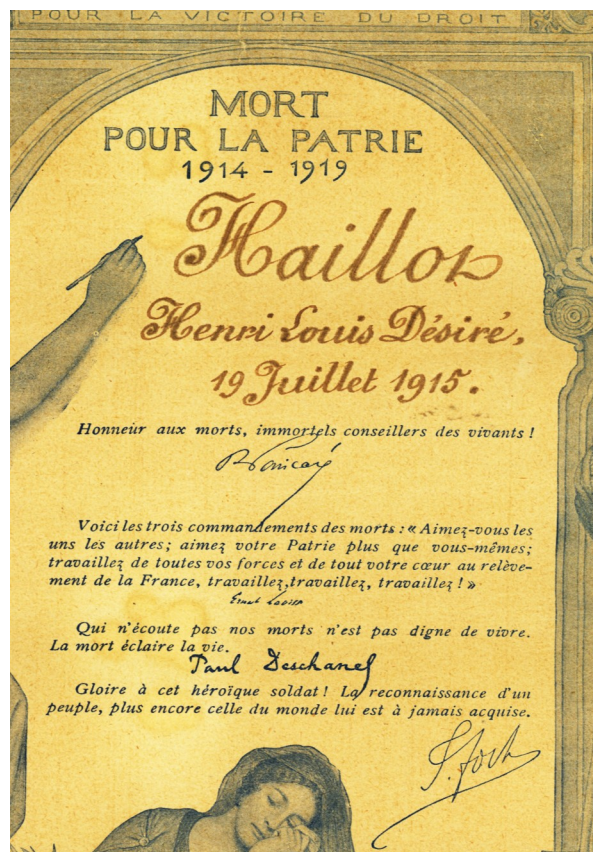 POUR LA VICTOIRE DU DROIT
MORT
POUR LA PATRIE
1914 - 1919
Haillot
Henri Louis Désiré,
19 Juillet 1915.
Honneur aux morts, immortels conseillers des vivants !
R Poincaré
Voici les trois commandements des morts : « Aimez-vous les
uns les autres; aimez votre Patrie plus que vous-mêmes;
travaillez de toutes vos forces et de tout votre cœur au relève-
ment de la France, travaillez, travaillez, travaillez ! »
Ernest Lavisse
Qui n'écoute pas nos morts n'est pas digne de vivre.
La mort éclaire la vie.
Paul Deschanel
Gloire à cet héroïque soldat ! La reconnaissance d'un
peuple, plus encore celle du monde lui est à jamais acquise.
F. Foch